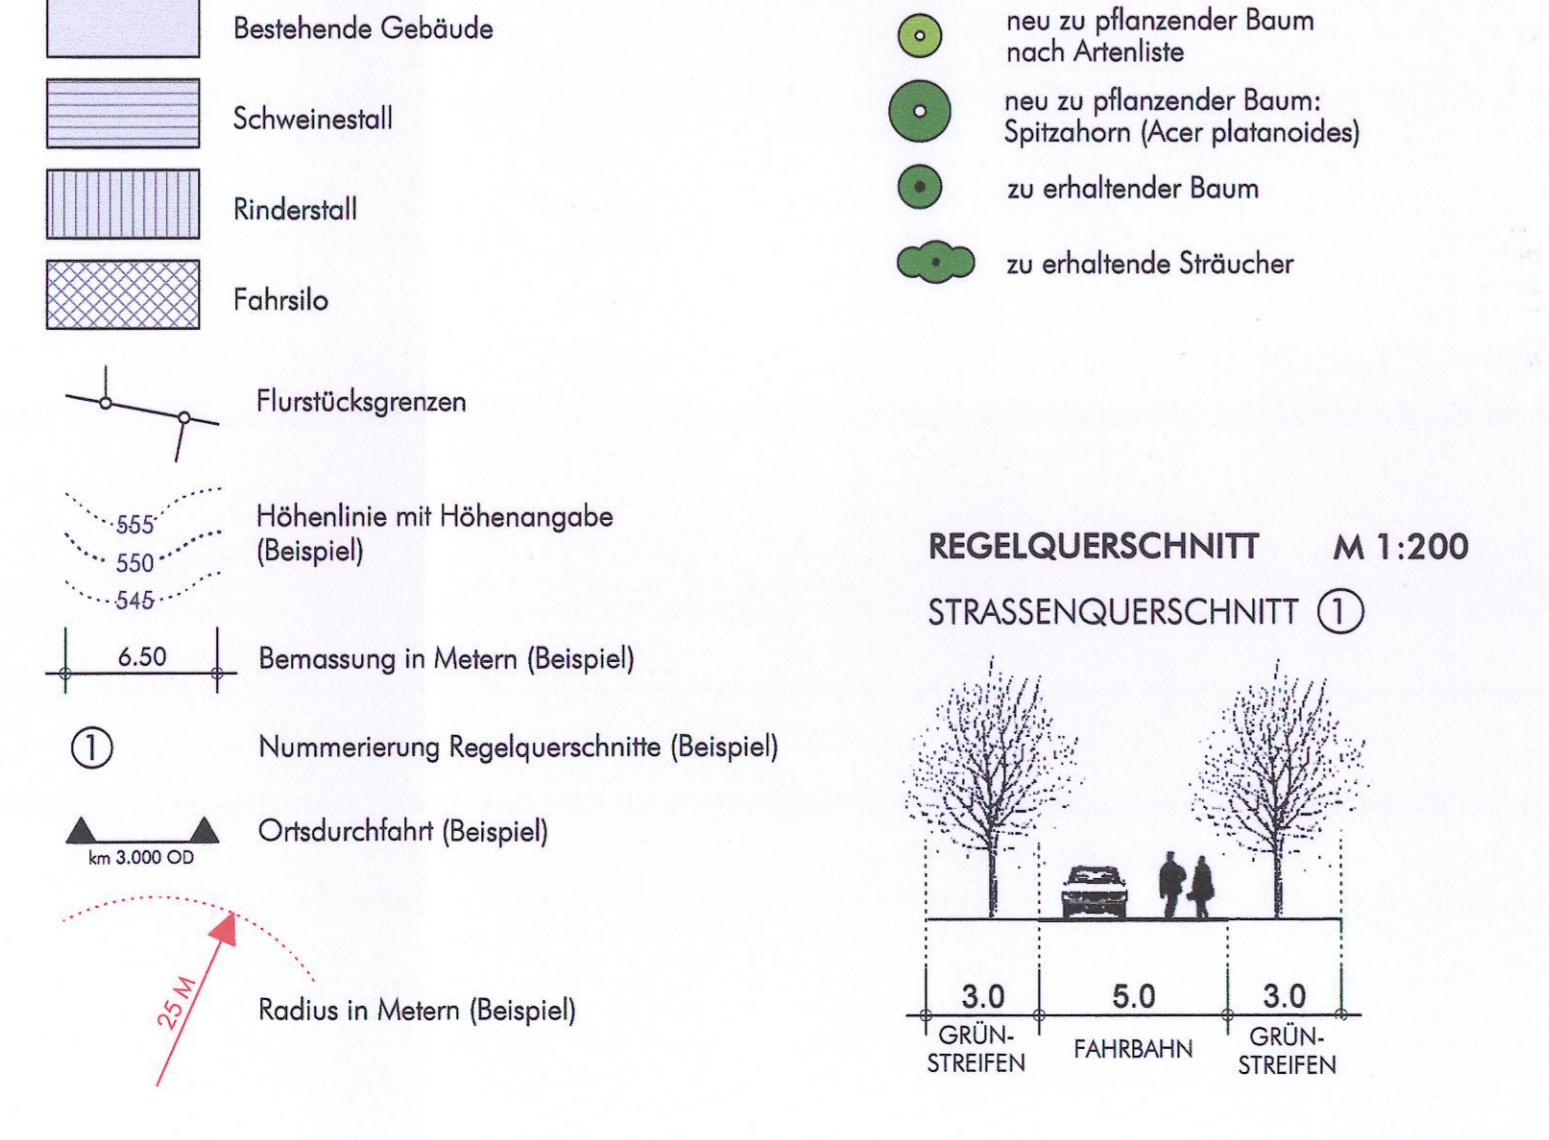 Bestehende Gebäude
Schweinestall
Rinderstall
Fahrsilo
Flurstücksgrenzen
555
550
545
Höhenlinie mit Höhenangabe
(Beispiel)
6.50
Bemassung in Metern (Beispiel)
1
Nummerierung Regelquerschnitte (Beispiel)
km 3.000 OD
Ortsdurchfahrt (Beispiel)
25 M
Radius in Metern (Beispiel)
neu zu pflanzender Baum
nach Artenliste
neu zu pflanzender Baum:
Spitzahorn (Acer platanoides)
zu erhaltender Baum
zu erhaltende Sträucher
REGELQUERSCHNITT M 1:200
STRASSENQUERSCHNITT 1
3.0 5.0 3.0
GRÜN-
STREIFEN
FAHRBAHN
GRÜN-
STREIFEN